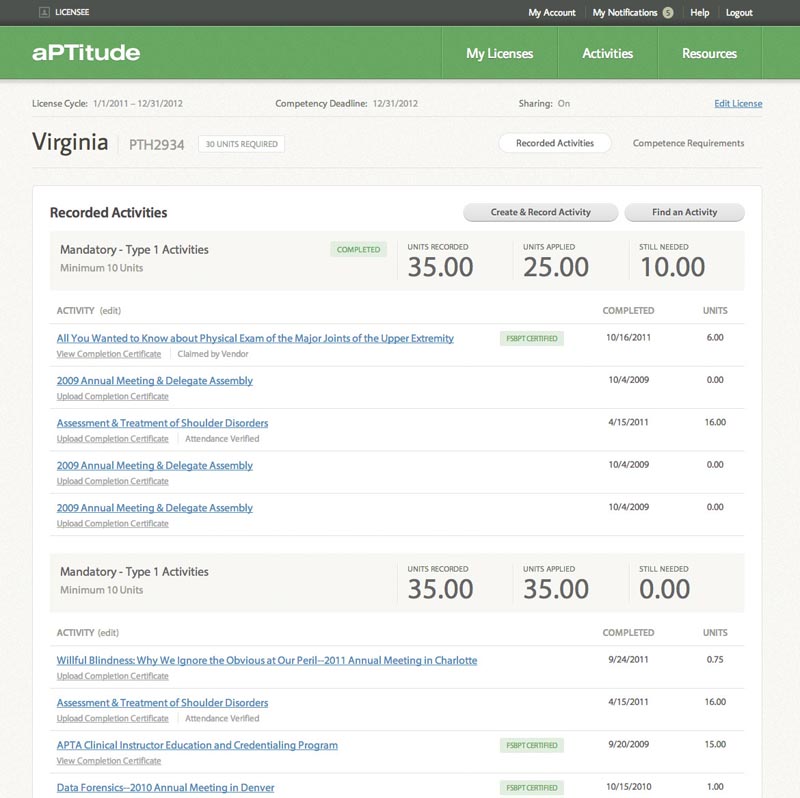 LICENSEE My Account My Notifications 5 Help Logout
aPTitude My Licenses Activities Resources
License Cycle: 1/1/2011 – 12/31/2012 Competency Deadline: 12/31/2012 Sharing: On Edit License
Virginia PTH2934 30 UNITS REQUIRED Recorded Activities Competence Requirements
Recorded Activities Create & Record Activity Find an Activity
Mandatory - Type 1 Activities COMPLETED UNITS RECORDED UNITS APPLIED STILL NEEDED
Minimum 10 Units 35.00 25.00 10.00
ACTIVITY (edit) COMPLETED UNITS
All You Wanted to Know about Physical Exam of the Major Joints of the Upper Extremity FSBPT CERTIFIED 10/16/2011 6.00
View Completion Certificate Claimed by Vendor
2009 Annual Meeting & Delegate Assembly 10/4/2009 0.00
Upload Completion Certificate
Assessment & Treatment of Shoulder Disorders 4/15/2011 16.00
Upload Completion Certificate Attendance Verified
2009 Annual Meeting & Delegate Assembly 10/4/2009 0.00
Upload Completion Certificate
2009 Annual Meeting & Delegate Assembly 10/4/2009 0.00
Upload Completion Certificate
Mandatory - Type 1 Activities UNITS RECORDED UNITS APPLIED STILL NEEDED
Minimum 10 Units 35.00 35.00 0.00
ACTIVITY (edit) COMPLETED UNITS
Willful Blindness: Why We Ignore the Obvious at Our Peril--2011 Annual Meeting in Charlotte 9/24/2011 0.75
Upload Completion Certificate
Assessment & Treatment of Shoulder Disorders 4/15/2011 16.00
Upload Completion Certificate Attendance Verified
APTA Clinical Instructor Education and Credentialing Program FSBPT CERTIFIED 9/20/2009 15.00
View Completion Certificate
Data Forensics--2010 Annual Meeting in Denver FSBPT CERTIFIED 10/15/2010 1.00